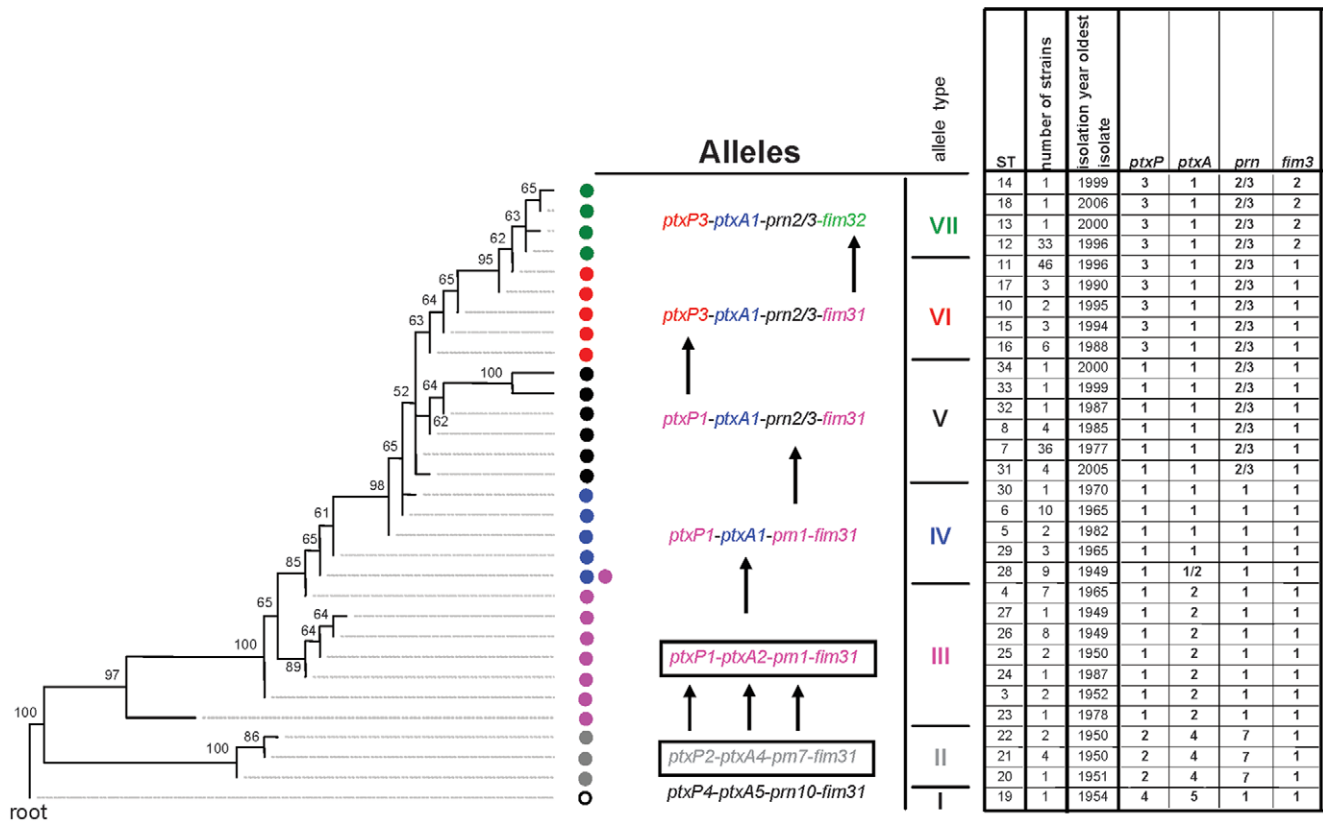 Alleles
allele type
ST number of strains isolation year oldest isolate ptxP ptxA prn fim3
14 1 1999 3 1 2/3 2
18 1 2006 3 1 2/3 2
13 1 2000 3 1 2/3 2
12 33 1996 3 1 2/3 2
11 46 1996 3 1 2/3 1
17 3 1990 3 1 2/3 1
10 2 1995 3 1 2/3 1
15 3 1994 3 1 2/3 1
16 6 1988 3 1 2/3 1
34 1 2000 1 1 2/3 1
33 1 1999 1 1 2/3 1
32 1 1987 1 1 2/3 1
8 4 1985 1 1 2/3 1
7 36 1977 1 1 2/3 1
31 4 2005 1 1 2/3 1
30 1 1970 1 1 1 1
6 10 1965 1 1 1 1
5 2 1982 1 1 1 1
29 3 1965 1 1 1 1
28 9 1949 1 1/2 1 1
4 7 1965 1 2 1 1
27 1 1949 1 2 1 1
26 8 1949 1 2 1 1
25 2 1950 1 2 1 1
24 1 1987 1 2 1 1
3 2 1952 1 2 1 1
23 1 1978 1 2 1 1
22 2 1950 2 4 7 1
21 4 1950 2 4 7 1
20 1 1951 2 4 7 1
19 1 1954 4 5 1 1
ptxP3-ptxA1-prn2/3-fim32
VII
ptxP3-ptxA1-prn2/3-fim31
VI
ptxP1-ptxA1-prn2/3-fim31
V
ptxP1-ptxA1-prn1-fim31
IV
ptxP1-ptxA2-prn1-fim31
III
ptxP2-ptxA4-prn7-fim31
II
ptxP4-ptxA5-prn10-fim31
I
65
63
62
95
65
64
63
100
64
52
62
65
98
61
65
85
65
64
64
100
89
97
100
86
100
root